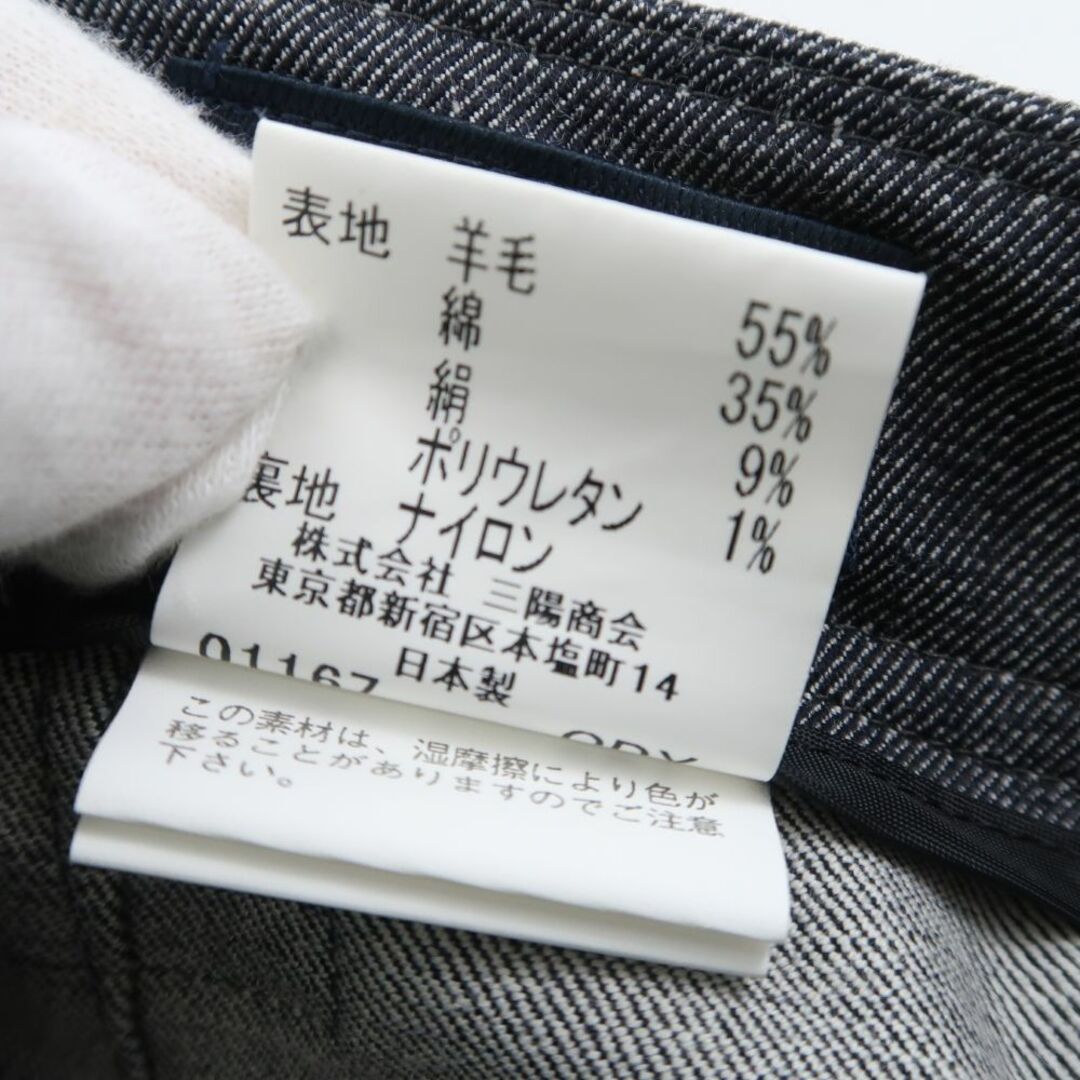 表地 羊毛 55%
綿 35%
絹 9%
ポリウレタン 1%
裏地 ナイロン
株式会社 三陽商会
東京都新宿区本塩町14
日本製
01167
この素材は、湿摩擦により色が
移ることがありますのでご注意
下さい。